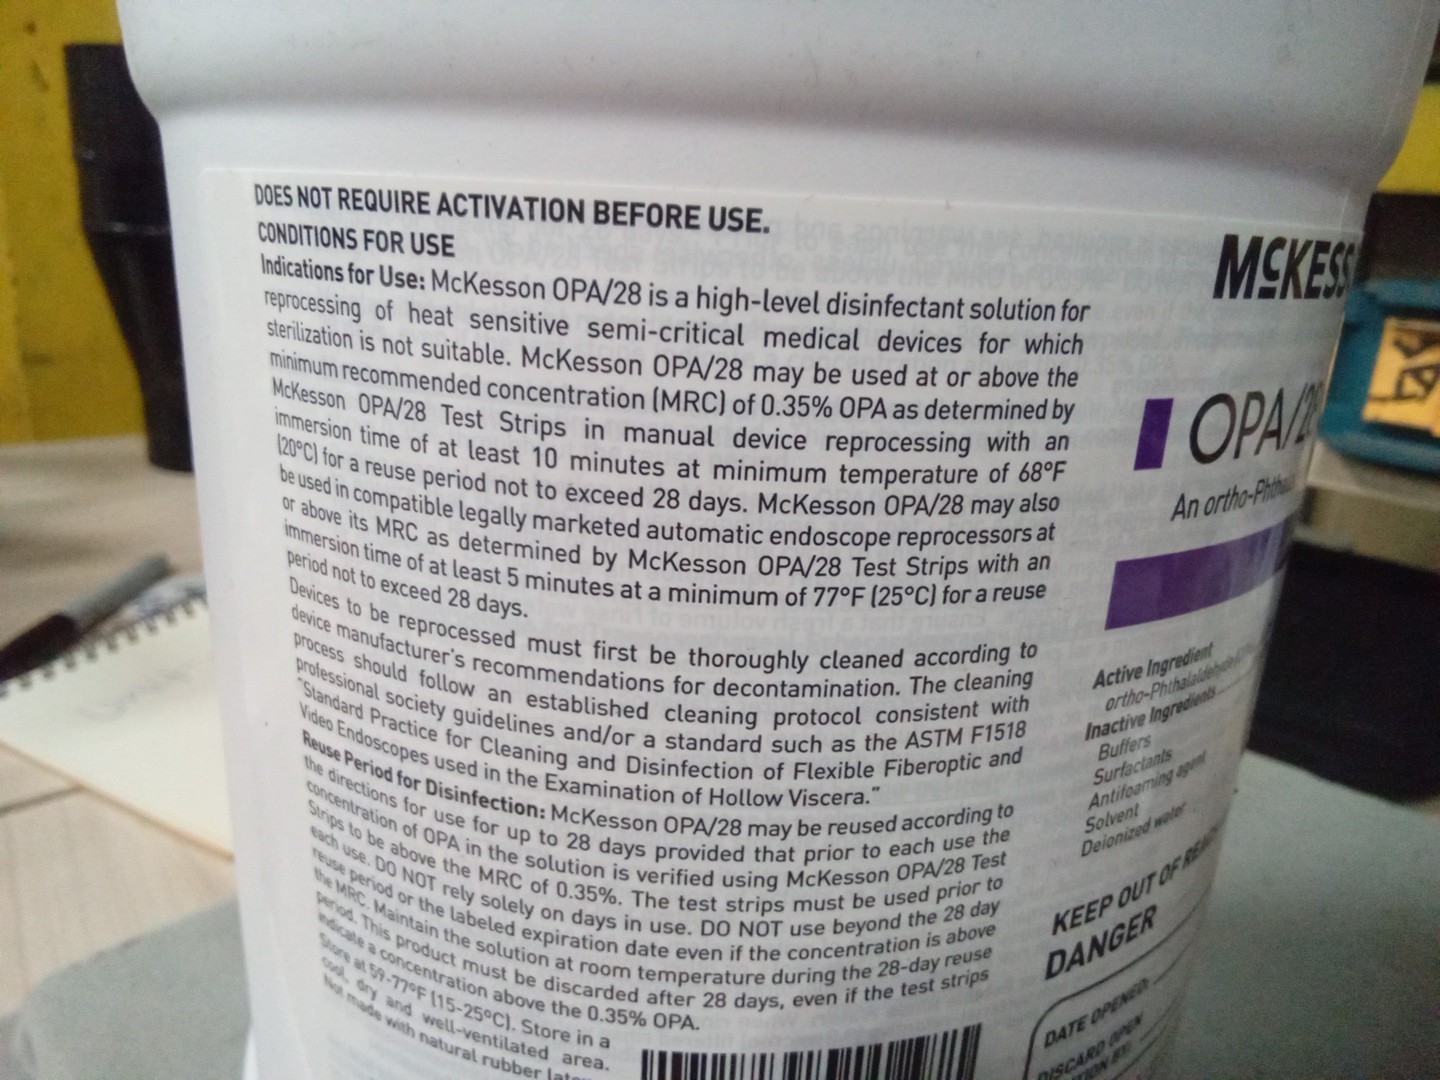 DOES NOT REQUIRE ACTIVATION BEFORE USE.
CONDITIONS FOR USE
Indications for Use: McKesson OPA/28 is a high-level disinfectant solution for
reprocessing of heat sensitive semi-critical medical devices for which
sterilization is not suitable. McKesson OPA/28 may be used at or above the
minimum recommended concentration (MRC) of 0.35% OPA as determined by
McKesson OPA/28 Test Strips in manual device reprocessing with an
immersion time of at least 10 minutes at minimum temperature of 68°F
(20°C) for a reuse period not to exceed 28 days. McKesson OPA/28 may also
be used in compatible legally marketed automatic endoscope reprocessors at
or above its MRC as determined by McKesson OPA/28 Test Strips with an
immersion time of at least 5 minutes at a minimum of 77°F (25°C) for a reuse
period not to exceed 28 days.
Devices to be reprocessed must first be thoroughly cleaned according to
device manufacturer's recommendations for decontamination. The cleaning
process should follow an established cleaning protocol consistent with
professional society guidelines and/or a standard such as the ASTM F1518
"Standard Practice for Cleaning and Disinfection of Flexible Fiberoptic and
Video Endoscopes used in the Examination of Hollow Viscera."
Reuse Period for Disinfection: McKesson OPA/28 may be reused according to
the directions for use for up to 28 days provided that prior to each use the
concentration of OPA in the solution is verified using McKesson OPA/28 Test
Strips to be above the MRC of 0.35%. The test strips must be used prior to
each use. DO NOT rely solely on days in use. DO NOT use beyond the 28 day
reuse period or the labeled expiration date even if the concentration is above
the MRC. Maintain the solution at room temperature during the 28-day reuse
period. This product must be discarded after 28 days, even if the test strips
indicate a concentration above the 0.35% OPA.
Store at 59-77°F (15-25°C). Store in a
cool, dry and well-ventilated area.
Not made with natural rubber
McKESS
OPA/28
An ortho-
Active Ingredient
ortho-Phthalaldehyde
Inactive Ingredients
Buffers
Surfactants
Antifoaming agent
Solvent
Deionized water
KEEP OUT OF
DANGER
DATE OPENED:
DISCARD OPEN